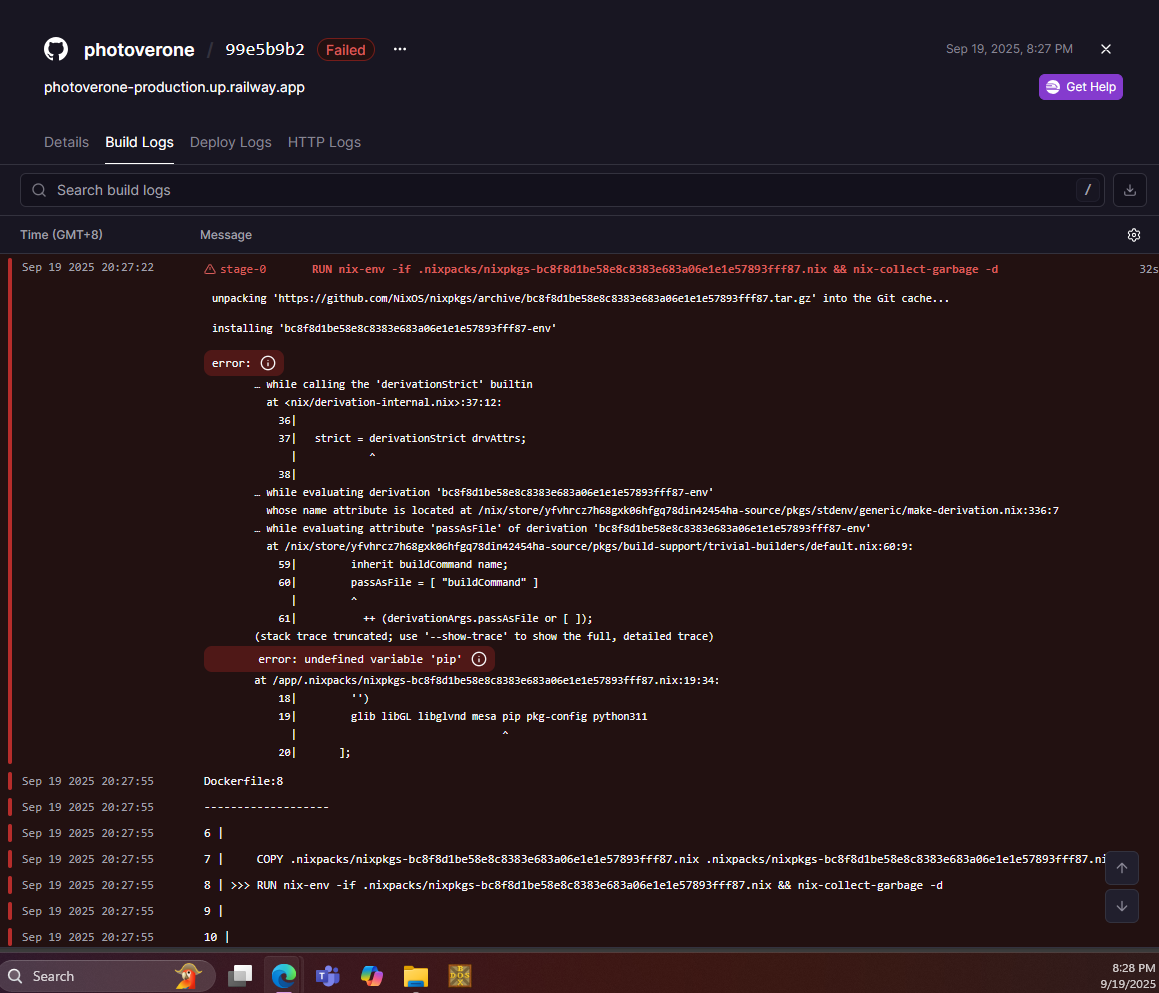 photoverone / 99e5b9b2 Failed ...
Sep 19, 2025, 8:27 PM
photoverone-production.up.railway.app
Get Help
Details Build Logs Deploy Logs HTTP Logs
Search build logs /
Time (GMT+8) Message
Sep 19 2025 20:27:22 stage-0 RUN nix-env -if .nixpacks/nixpkgs-bc8f8d1be58e8c8383e683a06e1e1e57893fff87.nix && nix-collect-garbage -d 32s
unpacking 'https://github.com/NixOS/nixpkgs/archive/bc8f8d1be58e8c8383e683a06e1e1e57893fff87.tar.gz' into the Git cache...
installing 'bc8f8d1be58e8c8383e683a06e1e1e57893fff87-env'
error:
… while calling the 'derivationStrict' builtin
at <nix/derivation-internal.nix>:37:12:
36|
37| strict = derivationStrict drvAttrs;
| ^
38|
… while evaluating derivation 'bc8f8d1be58e8c8383e683a06e1e1e57893fff87-env'
whose name attribute is located at /nix/store/yfvhrcz7h68gxk06hfgq78din42454ha-source/pkgs/stdenv/generic/make-derivation.nix:336:7
… while evaluating attribute 'passAsFile' of derivation 'bc8f8d1be58e8c8383e683a06e1e1e57893fff87-env'
at /nix/store/yfvhrcz7h68gxk06hfgq78din42454ha-source/pkgs/build-support/trivial-builders/default.nix:60:9:
59| inherit buildCommand name;
60| passAsFile = [ "buildCommand" ]
| ^
61| ++ (derivationArgs.passAsFile or [ ]);
(stack trace truncated; use '--show-trace' to show the full, detailed trace)
error: undefined variable 'pip'
at /app/.nixpacks/nixpkgs-bc8f8d1be58e8c8383e683a06e1e1e57893fff87.nix:19:34:
18| '')
19| glib libGL libglvnd mesa pip pkg-config python311
| ^
20| ];
Sep 19 2025 20:27:55 Dockerfile:8
Sep 19 2025 20:27:55 -------------------
Sep 19 2025 20:27:55 6 |
Sep 19 2025 20:27:55 7 | COPY .nixpacks/nixpkgs-bc8f8d1be58e8c8383e683a06e1e1e57893fff87.nix .nixpacks/nixpkgs-bc8f8d1be58e8c8383e683a06e1e1e57893fff87.ni
Sep 19 2025 20:27:55 8 | >>> RUN nix-env -if .nixpacks/nixpkgs-bc8f8d1be58e8c8383e683a06e1e1e57893fff87.nix && nix-collect-garbage -d
Sep 19 2025 20:27:55 9 |
Sep 19 2025 20:27:55 10 |
Search
8:28 PM
9/19/2025